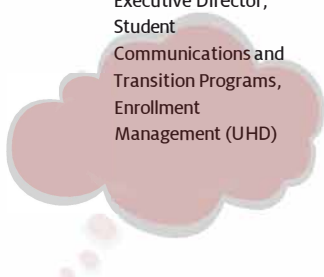 Executive Director,
Student
Communications and
Transition Programs,
Enrollment
Management (UHD)